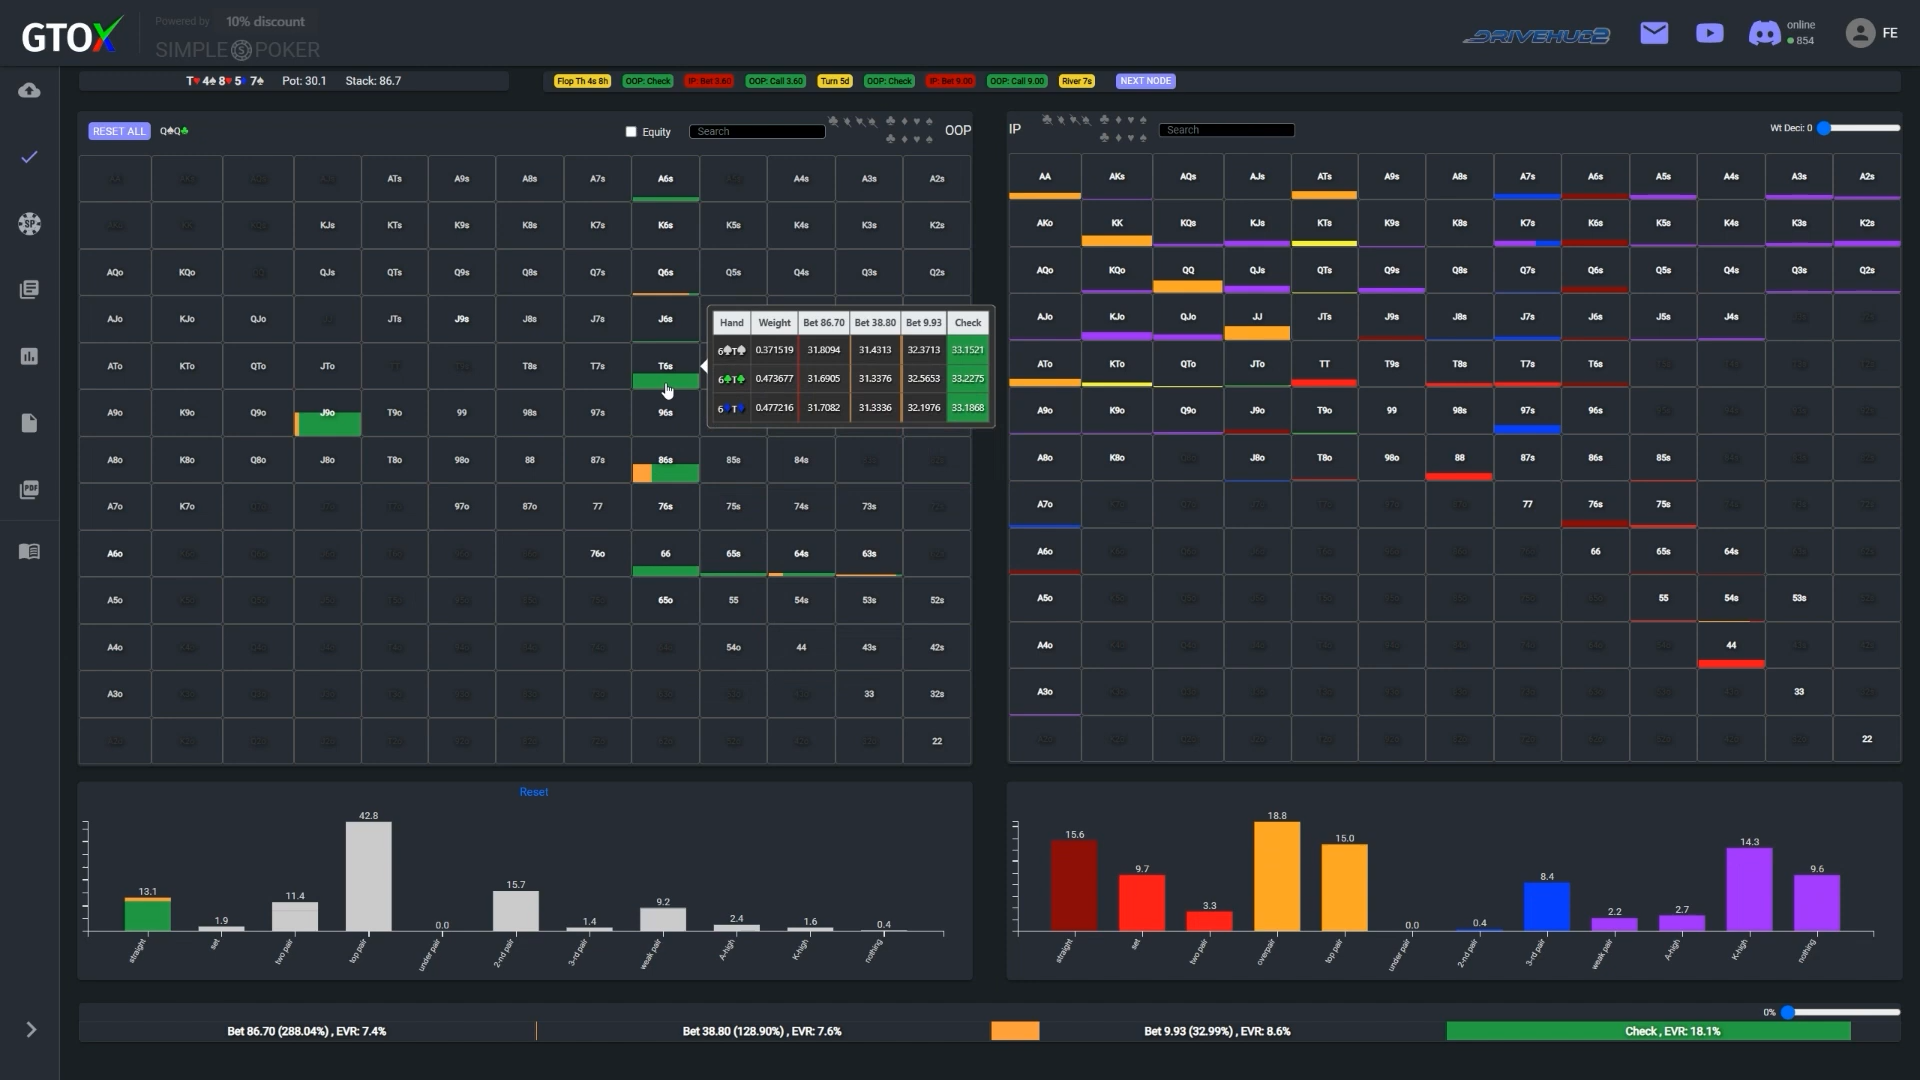 GTOX
Powered by 10% discount
SIMPLE POKER
DRIVEHUD2
online
854
FE
T♥4♠8♥5♦7♠ Pot: 30.1 Stack: 86.7
Flop Th 4s 8h OOP: Check IP: Bet 3.60 OOP: Call 3.60 Turn 5d OOP: Check IP: Bet 9.00 OOP: Call 9.00 River 7s NEXT NODE
RESET ALL Q♠Q♣ Equity Search OOP
ATs A9s A8s A7s A6s A4s A3s A2s
KJs KTs K9s K8s K7s K6s K5s K4s K3s K2s
AQo KQo QJs QTs Q9s Q8s Q7s Q6s Q5s Q4s Q3s Q2s
AJo KJo QJo JTs J9s J8s J7s J6s
ATo KTo QTo JTo T8s T7s T6s
A9o K9o Q9o J9o T9o 99 98s 97s 96s
A8o K8o Q8o J8o T8o 98o 88 87s 86s 85s 84s
A7o K7o 97o 87o 77 76s 75s 74s 73s
A6o 76o 66 65s 64s 63s
A5o 65o 55 54s 53s 52s
A4o 54o 44 43s 42s
A3o 33 32s
22
Hand Weight Bet 86.70 Bet 38.80 Bet 9.93 Check
6♠T♠ 0.371519 31.8094 31.4313 32.3713 33.1521
6♣T♣ 0.473677 31.6905 31.3376 32.5653 33.2275
6♦T♦ 0.477216 31.7082 31.3336 32.1976 33.1868
IP Search Wt Deci: 0
AA AKs AQs AJs ATs A9s A8s A7s A6s A5s A4s A3s A2s
AKo KK KQs KJs KTs K9s K8s K7s K6s K5s K4s K3s K2s
AQo KQo QQ QJs QTs Q9s Q8s Q7s Q6s Q5s Q4s Q3s Q2s
AJo KJo QJo JJ JTs J9s J8s J7s J6s J5s J4s
ATo KTo QTo JTo TT T9s T8s T7s T6s
A9o K9o Q9o J9o T9o 99 98s 97s
A8o K8o J8o T8o 98o 88 87s 86s 85s
A7o 77 76s 75s
A6o 66 65s 64s
A5o 55 54s 53s
A4o 44
A3o 33
22
Reset
13.1 1.9 11.4 42.8 0.0 15.7 1.4 9.2 2.4 1.6 0.4
straight set two pair top pair under pair 2-nd pair 3-rd pair weak pair A-high K-high nothing
15.6 9.7 3.3 18.8 15.0 0.0 0.4 8.4 2.2 2.7 14.3 9.6
straight set two pair overpair top pair under pair 2-nd pair 3-rd pair weak pair A-high K-high nothing
0%
Bet 86.70 (288.04%) , EVR: 7.4% Bet 38.80 (128.90%) , EVR: 7.6% Bet 9.93 (32.99%) , EVR: 8.6% Check , EVR: 18.1%